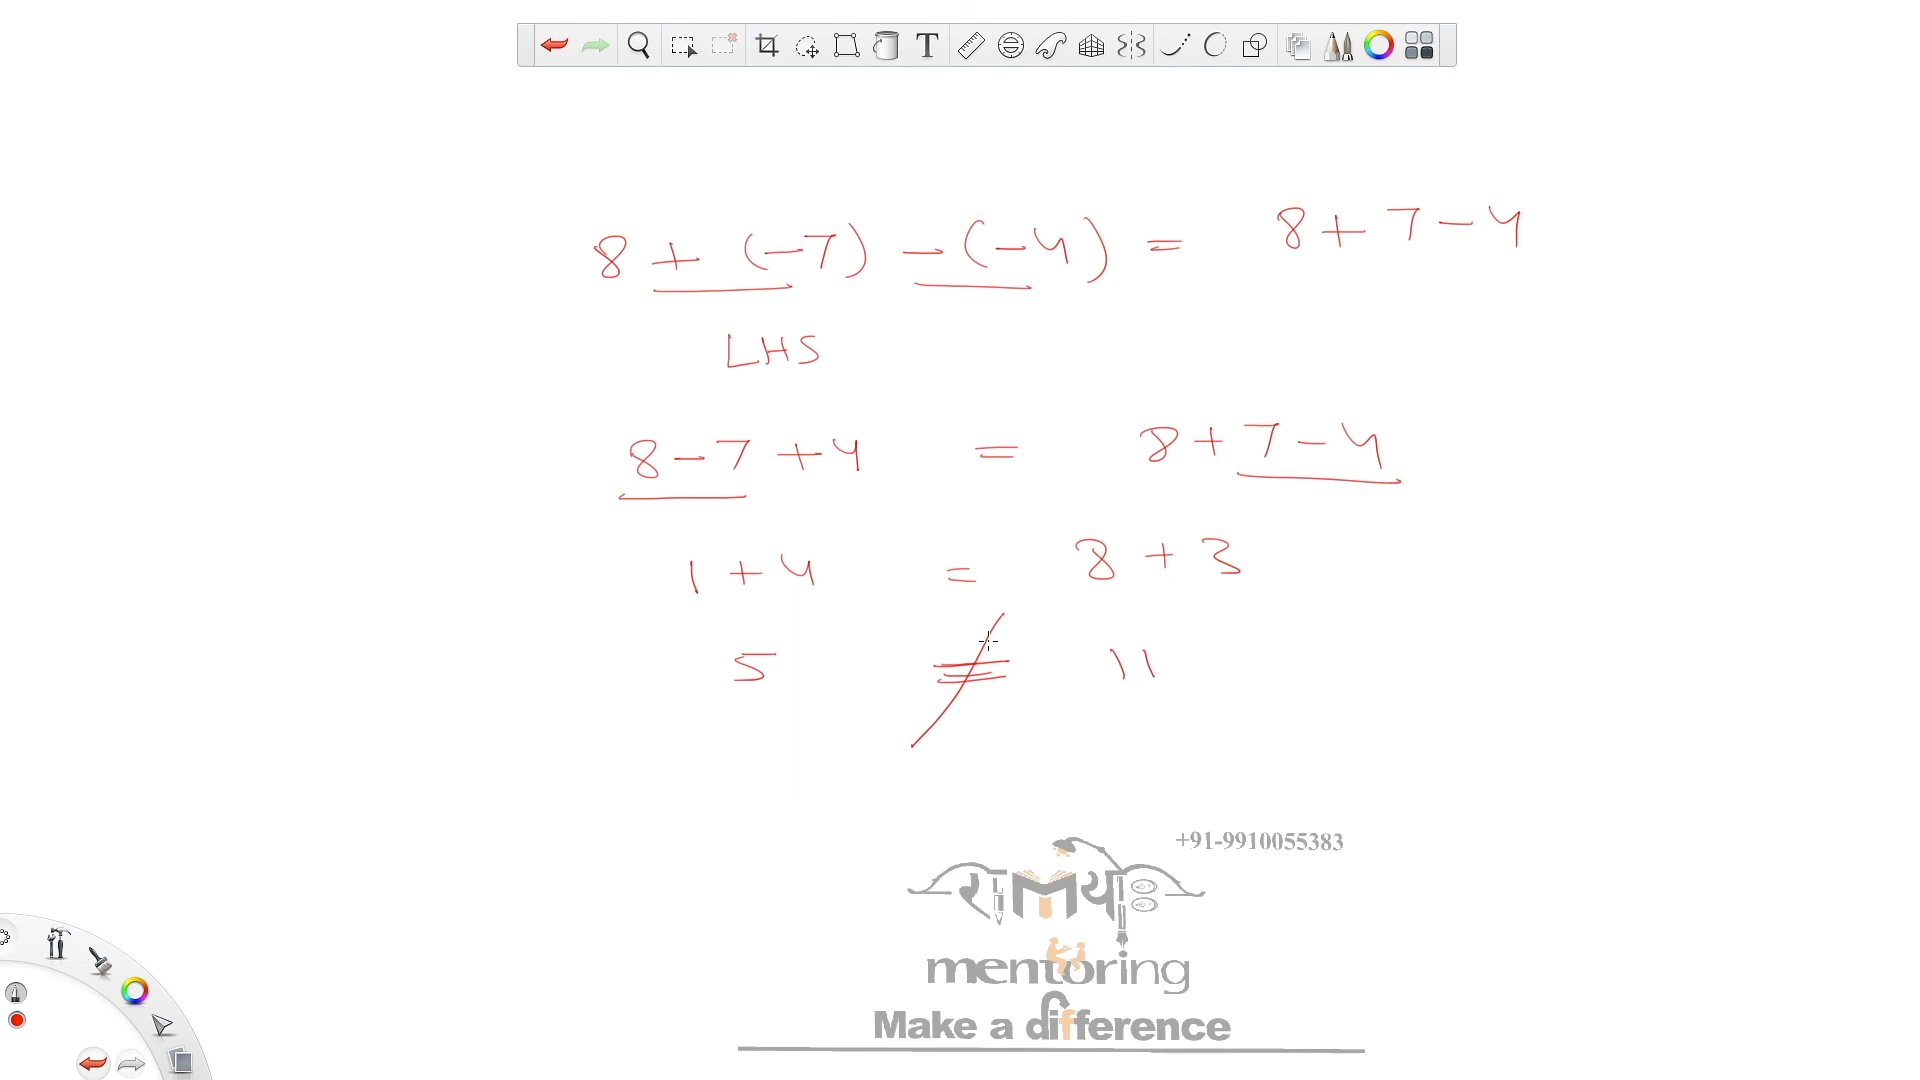 8 + (-7) - (-4) = 8 + 7 - 4
LHS
8 - 7 + 4 = 8 + 7 - 4
1 + 4 = 8 + 3
5 ≠ 11
+91-9910055383
mentoring
Make a difference